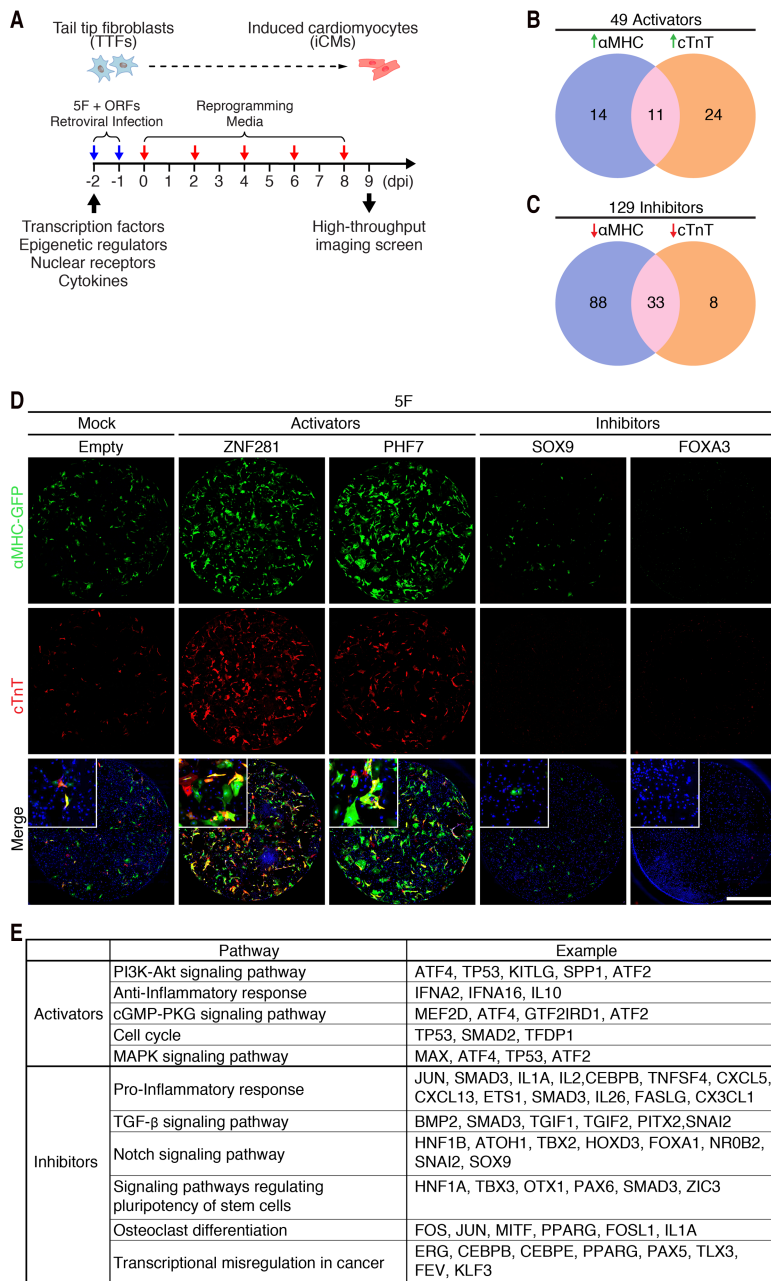 A
Tail tip fibroblasts
(TTFs)
Induced cardiomyocytes
(iCMs)
5F + ORFs
Retroviral Infection
Reprogramming
Media
-2 -1 0 1 2 3 4 5 6 7 8 9 (dpi)
Transcription factors
Epigenetic regulators
Nuclear receptors
Cytokines
High-throughput
imaging screen
B
49 Activators
↑αMHC ↑cTnT
14 11 24
C
129 Inhibitors
↓αMHC ↓cTnT
88 33 8
D
5F
Mock Activators Inhibitors
Empty ZNF281 PHF7 SOX9 FOXA3
αMHC-GFP
cTnT
Merge
E
Pathway Example
Activators
PI3K-Akt signaling pathway ATF4, TP53, KITLG, SPP1, ATF2
Anti-Inflammatory response IFNA2, IFNA16, IL10
cGMP-PKG signaling pathway MEF2D, ATF4, GTF2IRD1, ATF2
Cell cycle TP53, SMAD2, TFDP1
MAPK signaling pathway MAX, ATF4, TP53, ATF2
Inhibitors
Pro-Inflammatory response
JUN, SMAD3, IL1A, IL2,CEBPB, TNFSF4, CXCL5,
CXCL13, ETS1, SMAD3, IL26, FASLG, CX3CL1
TGF-β signaling pathway BMP2, SMAD3, TGIF1, TGIF2, PITX2,SNAI2
Notch signaling pathway
HNF1B, ATOH1, TBX2, HOXD3, FOXA1, NR0B2,
SNAI2, SOX9
Signaling pathways regulating
pluripotency of stem cells
HNF1A, TBX3, OTX1, PAX6, SMAD3, ZIC3
Osteoclast differentiation FOS, JUN, MITF, PPARG, FOSL1, IL1A
Transcriptional misregulation in cancer
ERG, CEBPB, CEBPE, PPARG, PAX5, TLX3,
FEV, KLF3